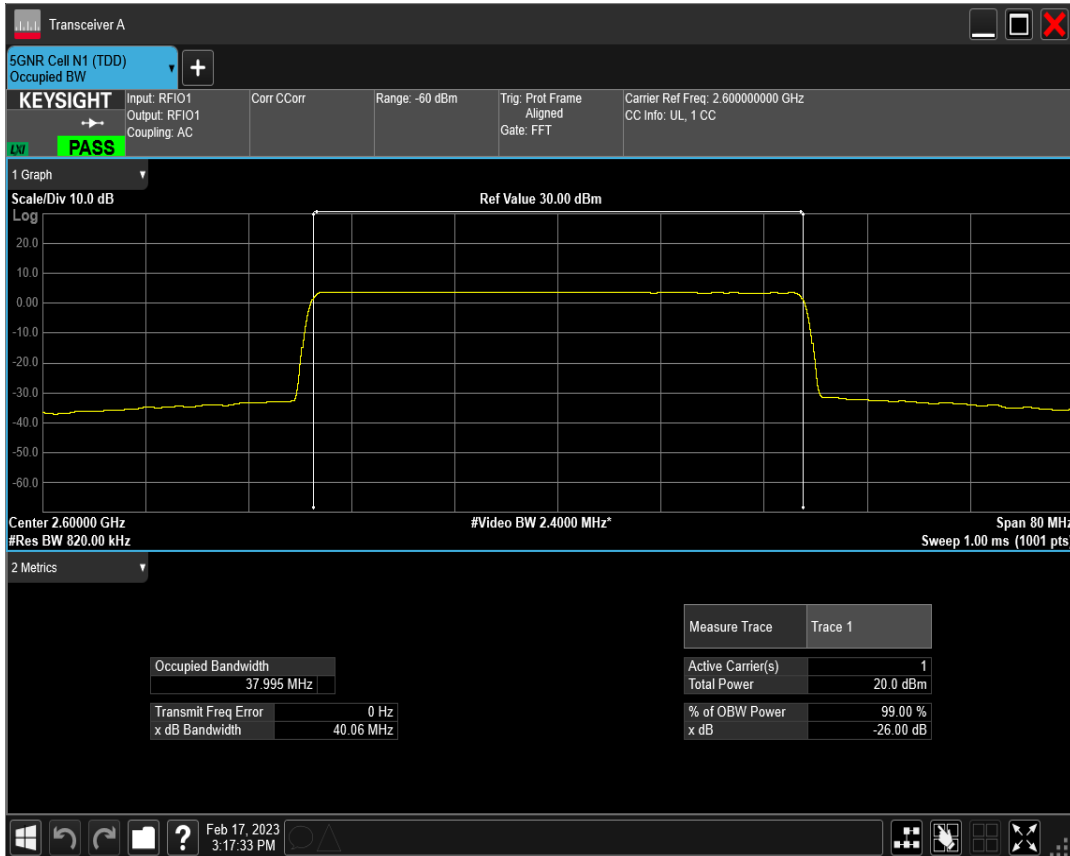 Transceiver A
5GNR Cell N1 (TDD)
Occupied BW
+
KEYSIGHT
LXI
PASS
Input: RFIO1
Output: RFIO1
Coupling: AC
Corr CCorr
Range: -60 dBm
Trig: Prot Frame
Aligned
Gate: FFT
Carrier Ref Freq: 2.600000000 GHz
CC Info: UL, 1 CC
1 Graph
Scale/Div 10.0 dB
Ref Value 30.00 dBm
Log
20.0
10.0
0.00
-10.0
-20.0
-30.0
-40.0
-50.0
-60.0
Center 2.60000 GHz
#Video BW 2.4000 MHz*
Span 80 MHz
#Res BW 820.00 kHz
Sweep 1.00 ms (1001 pts)
2 Metrics
Measure Trace Trace 1
Occupied Bandwidth
37.995 MHz
Active Carrier(s) 1
Total Power 20.0 dBm
Transmit Freq Error 0 Hz
x dB Bandwidth 40.06 MHz
% of OBW Power 99.00 %
x dB -26.00 dB
?
Feb 17, 2023
3:17:33 PM